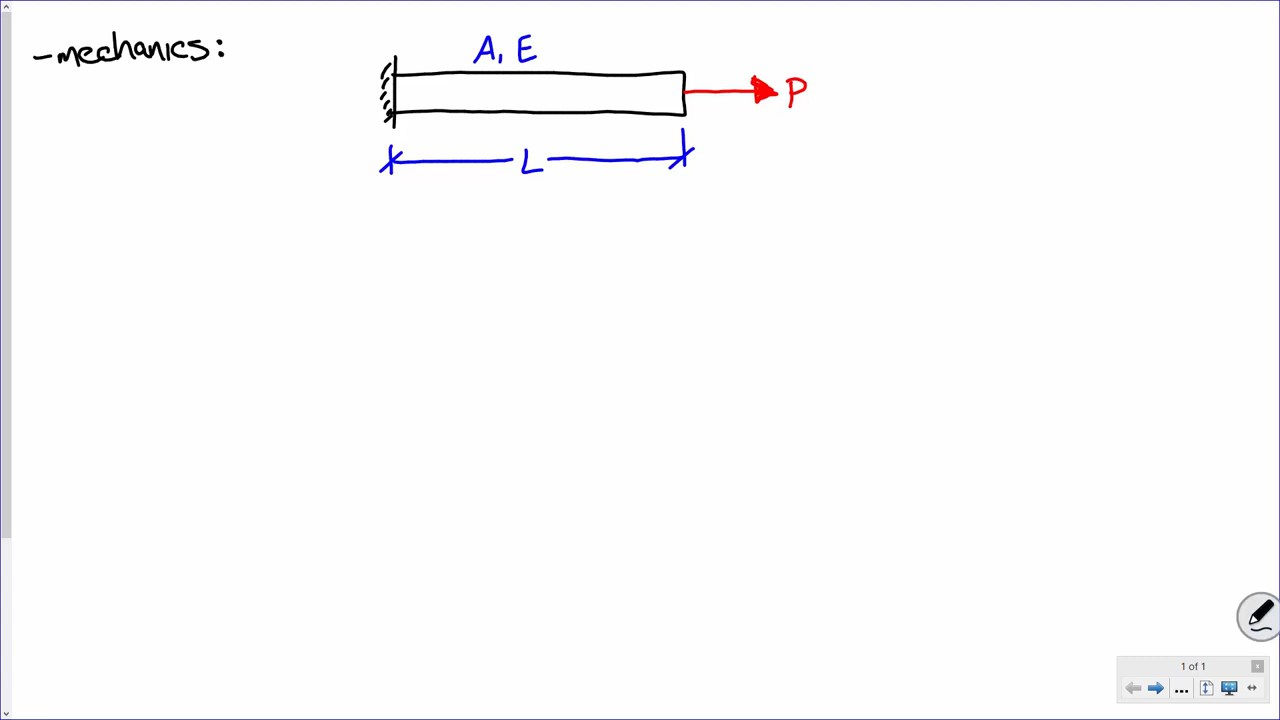 -mechanics:
A, E
P
L
1 of 1
...